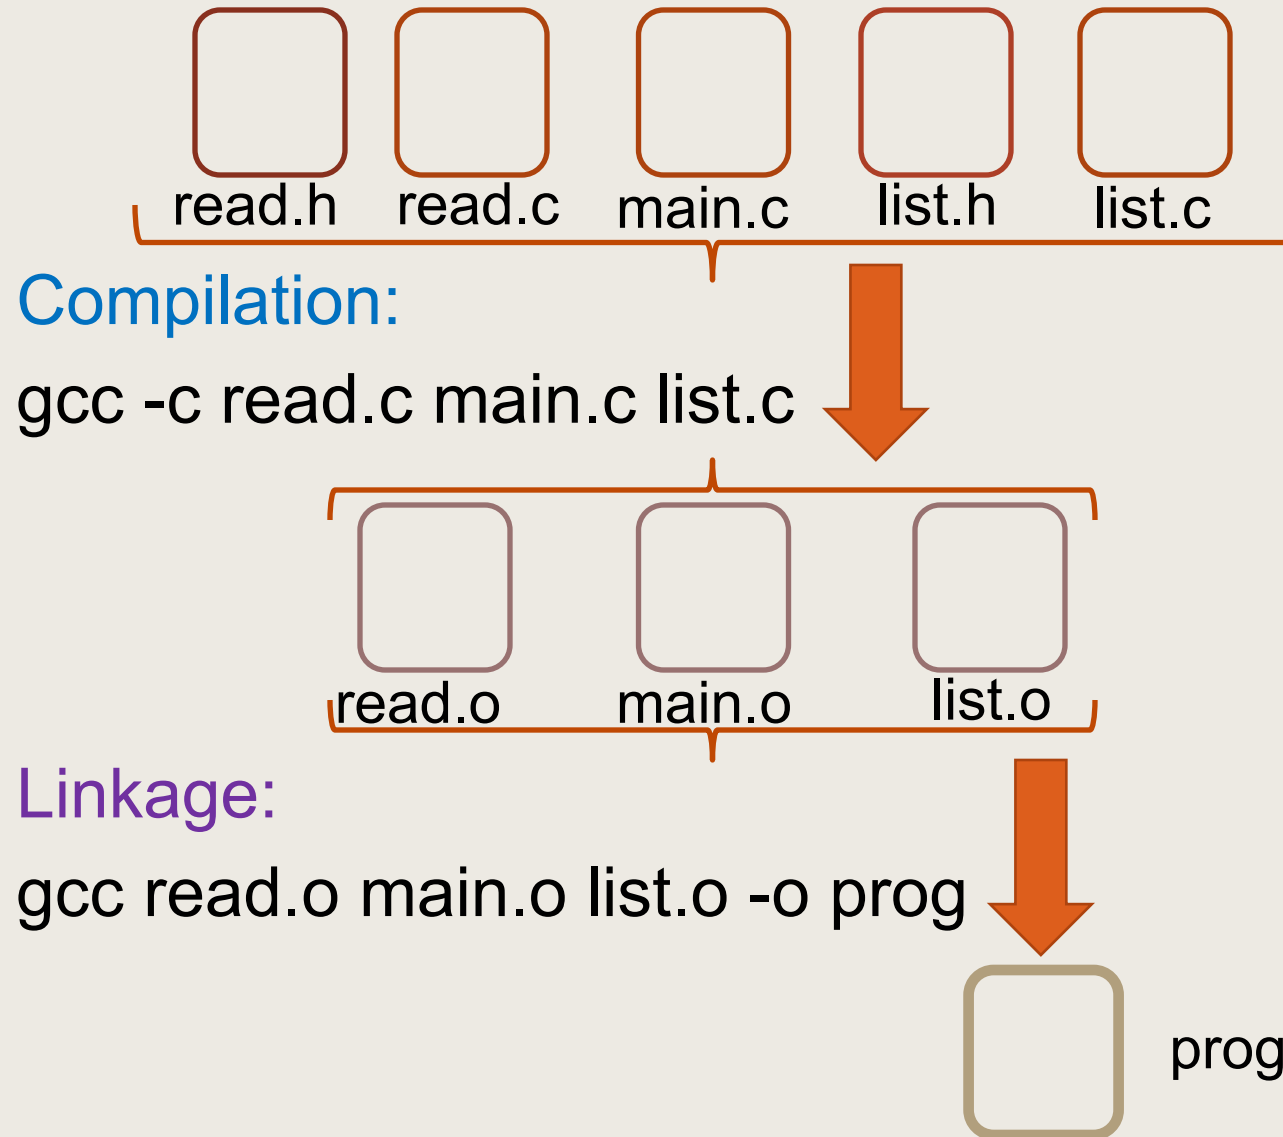 read.h read.c main.c list.h list.c
Compilation:
gcc -c read.c main.c list.c
read.o main.o list.o
Linkage:
gcc read.o main.o list.o -o prog
prog